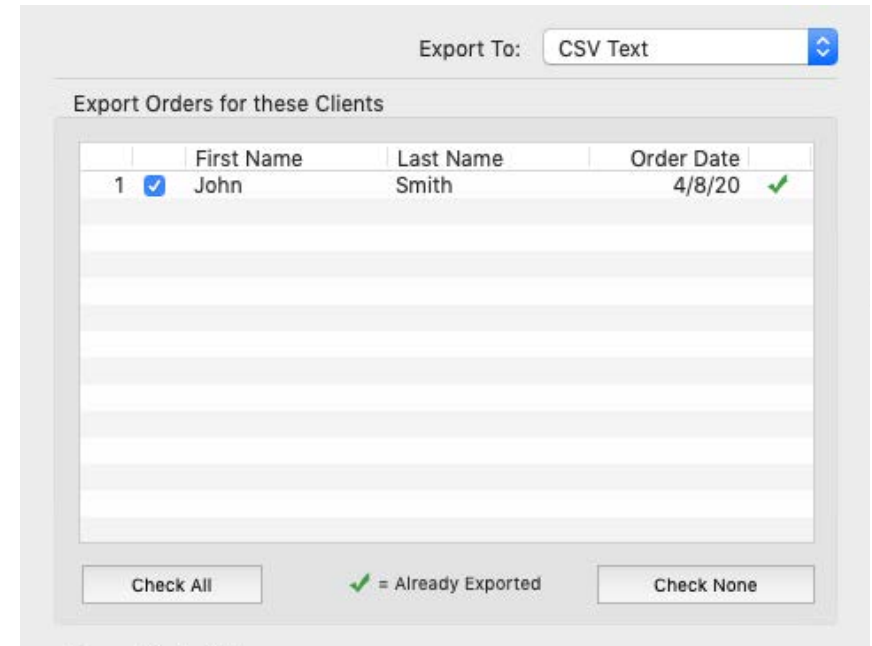 Export To: CSV Text
Export Orders for these Clients
First Name Last Name Order Date
1 John Smith 4/8/20
Check All = Already Exported Check None